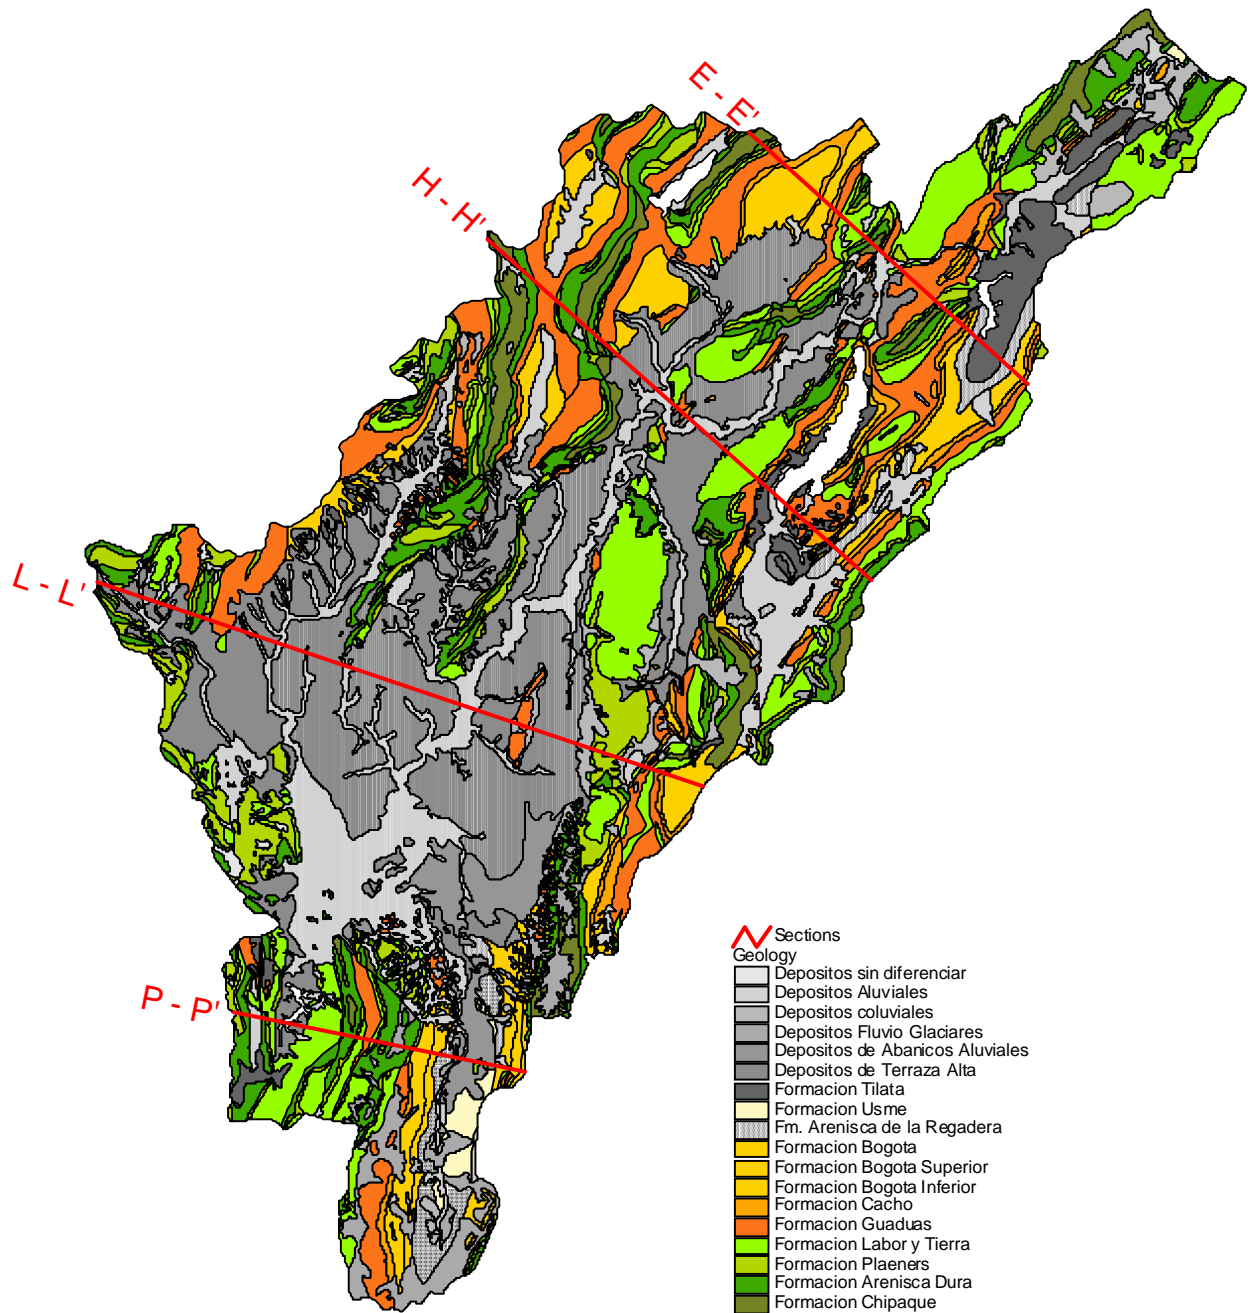 E - E'
H - H'
L - L'
P - P'
Sections
Geology
Depositos sin diferenciar
Depositos Aluviales
Depositos coluviales
Depositos Fluvio Glaciares
Depositos de Abanicos Aluviales
Depositos de Terraza Alta
Formacion Tilata
Formacion Usme
Fm. Arenisca de la Regadera
Formacion Bogota
Formacion Bogota Superior
Formacion Bogota Inferior
Formacion Cacho
Formacion Guaduas
Formacion Labor y Tierra
Formacion Plaeners
Formacion Arenisca Dura
Formacion Chipaque